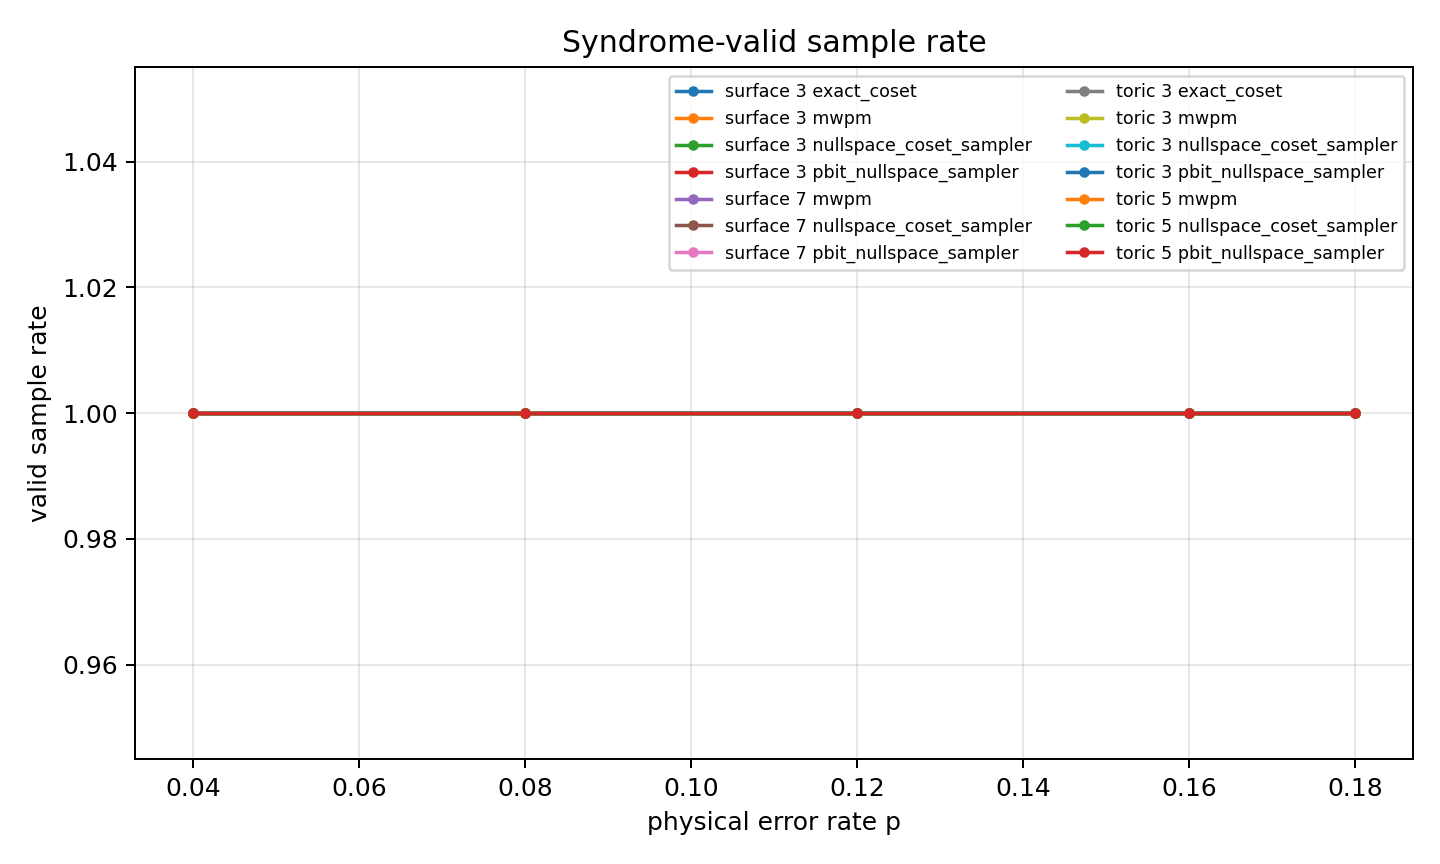 Syndrome-valid sample rate
surface 3 exact_coset
surface 3 mwpm
surface 3 nullspace_coset_sampler
surface 3 pbit_nullspace_sampler
surface 7 mwpm
surface 7 nullspace_coset_sampler
surface 7 pbit_nullspace_sampler
toric 3 exact_coset
toric 3 mwpm
toric 3 nullspace_coset_sampler
toric 3 pbit_nullspace_sampler
toric 5 mwpm
toric 5 nullspace_coset_sampler
toric 5 pbit_nullspace_sampler
valid sample rate
1.04
1.02
1.00
0.98
0.96
0.04 0.06 0.08 0.10 0.12 0.14 0.16 0.18
physical error rate p